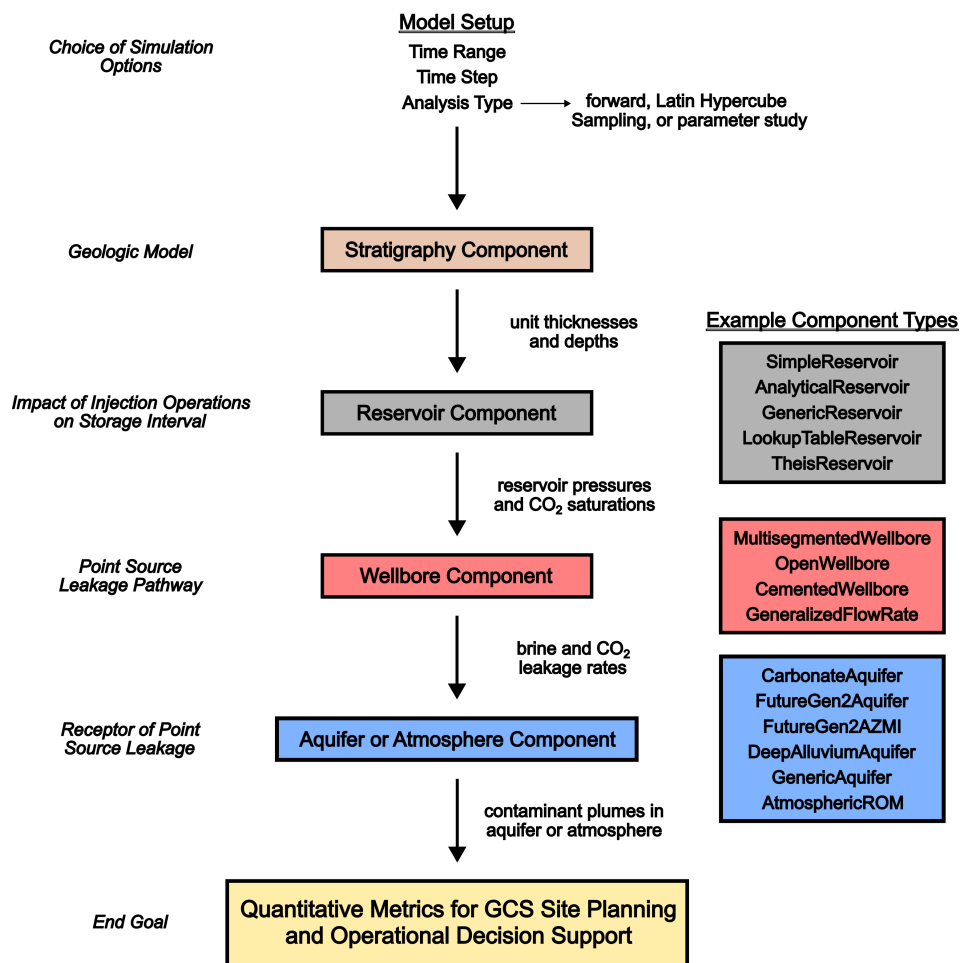 Choice of Simulation
Options
Model Setup
Time Range
Time Step
Analysis Type
forward, Latin Hypercube
Sampling, or parameter study
Geologic Model
Stratigraphy Component
unit thicknesses
and depths
Impact of Injection Operations
on Storage Interval
Reservoir Component
reservoir pressures
and CO₂ saturations
Point Source
Leakage Pathway
Wellbore Component
brine and CO₂
leakage rates
Receptor of Point
Source Leakage
Aquifer or Atmosphere Component
contaminant plumes in
aquifer or atmosphere
End Goal
Quantitative Metrics for GCS Site Planning
and Operational Decision Support
Example Component Types
SimpleReservoir
AnalyticalReservoir
GenericReservoir
LookupTableReservoir
TheisReservoir
MultisegmentedWellbore
OpenWellbore
CementedWellbore
GeneralizedFlowRate
CarbonateAquifer
FutureGen2Aquifer
FutureGen2AZMI
DeepAlluviumAquifer
GenericAquifer
AtmosphericROM